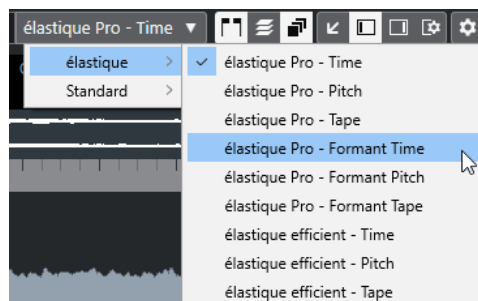 élastique Pro - Time
élastique
Standard
élastique Pro - Time
élastique Pro - Pitch
élastique Pro - Tape
élastique Pro - Formant Time
élastique Pro - Formant Pitch
élastique Pro - Formant Tape
élastique efficient - Time
élastique efficient - Pitch
élastique efficient - Tape